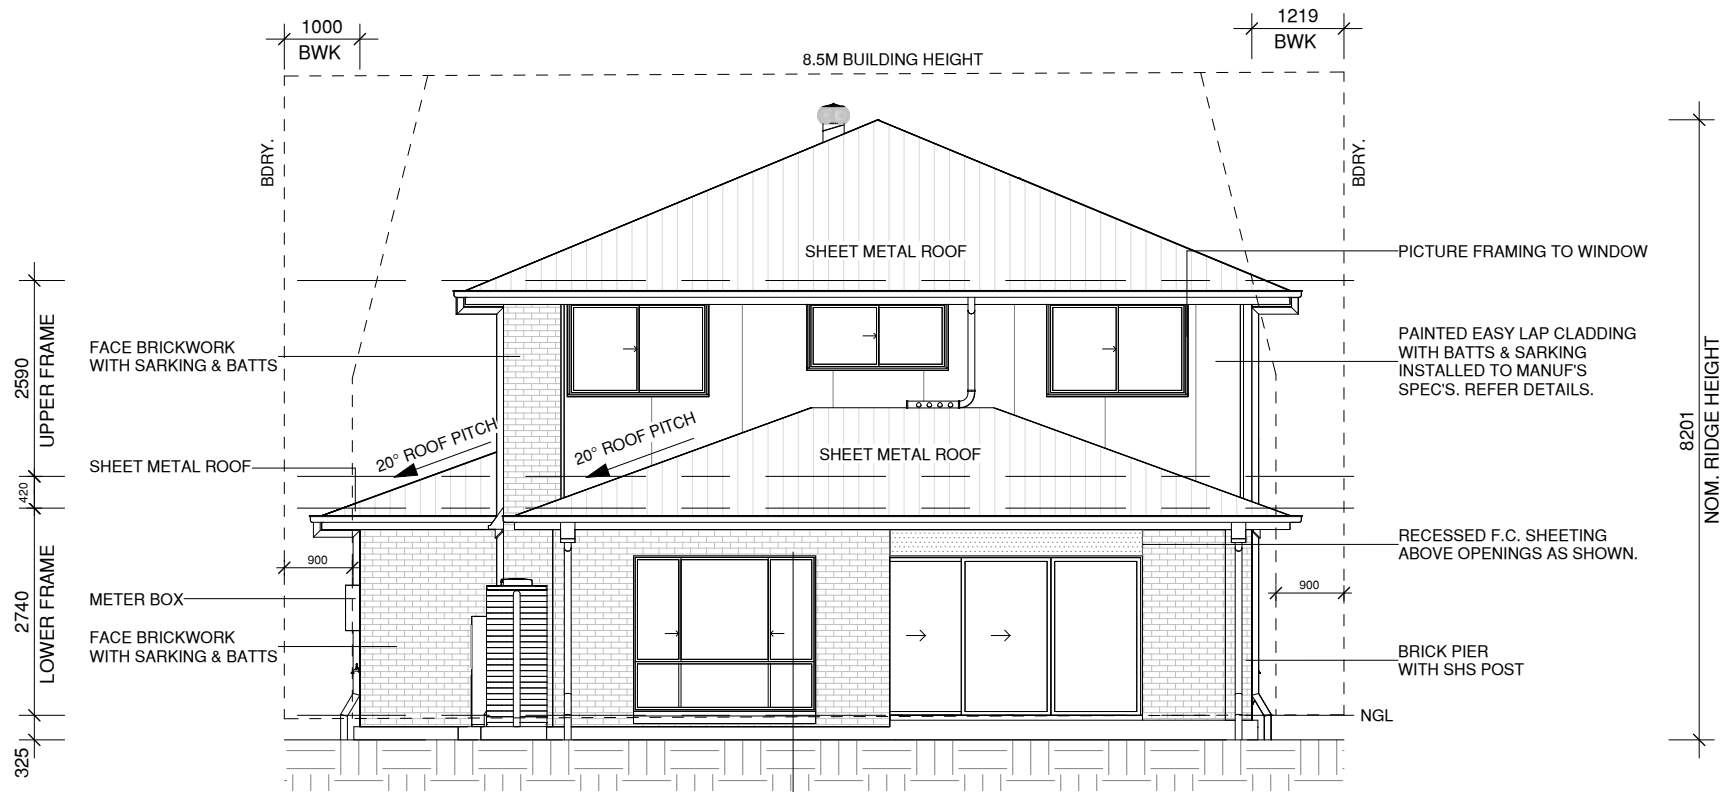 1000
BWK
1219
BWK
8.5M BUILDING HEIGHT
BDRY.
BDRY.
SHEET METAL ROOF
PICTURE FRAMING TO WINDOW
FACE BRICKWORK
WITH SARKING & BATTS
PAINTED EASY LAP CLADDING
WITH BATTS & SARKING
INSTALLED TO MANUF'S
SPEC'S. REFER DETAILS.
2590
UPPER FRAME
8201
NOM. RIDGE HEIGHT
20° ROOF PITCH
20° ROOF PITCH
SHEET METAL ROOF
SHEET METAL ROOF
420
RECESSED F.C. SHEETING
ABOVE OPENINGS AS SHOWN.
900
900
2740
LOWER FRAME
METER BOX
FACE BRICKWORK
WITH SARKING & BATTS
BRICK PIER
WITH SHS POST
NGL
325